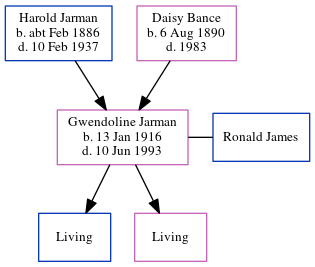 Harold Jarman
b. abt Feb 1886
d. 10 Feb 1937
Daisy Bance
b. 6 Aug 1890
d. 1983
Gwendoline Jarman
b. 13 Jan 1916
d. 10 Jun 1993
Ronald James
Living
Living